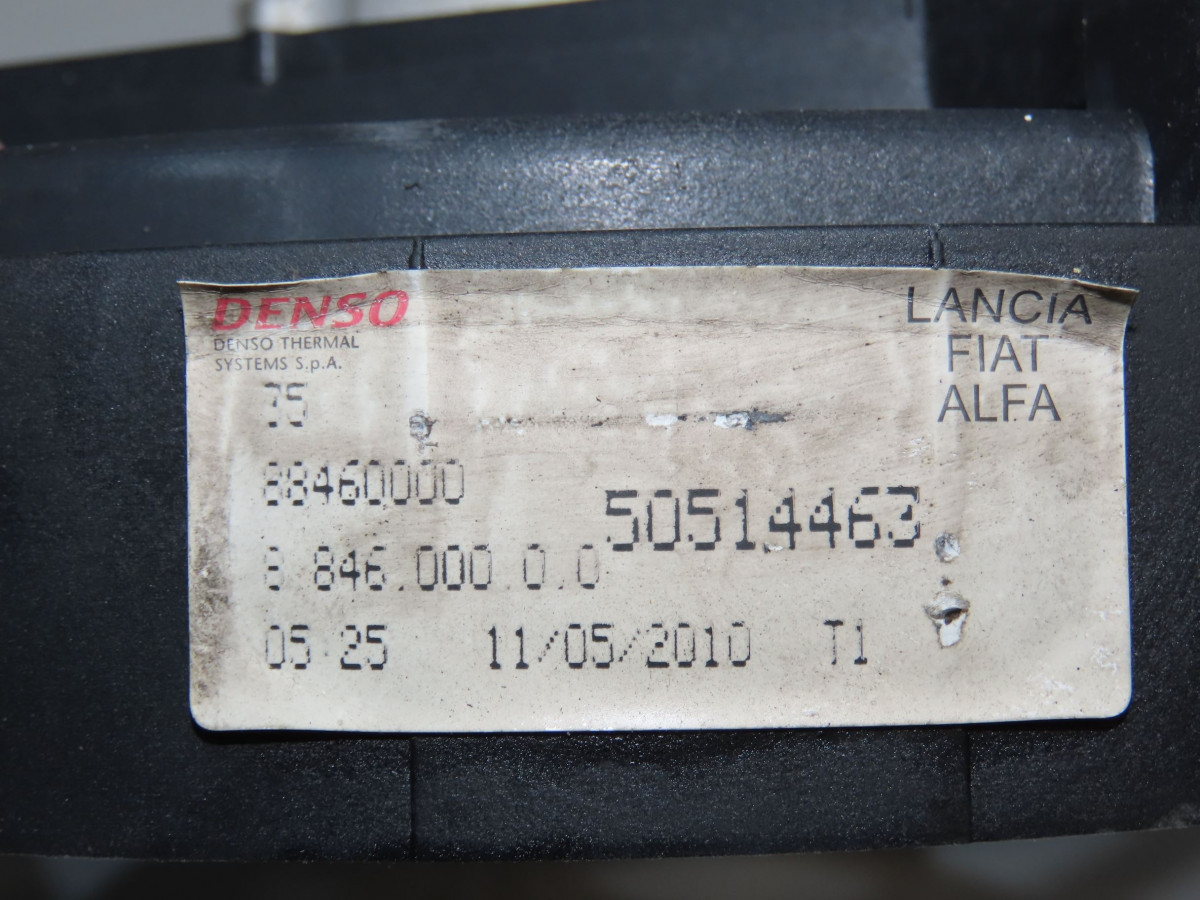 DENSO
DENSO THERMAL
SYSTEMS S.p.A.
LANCIA
FIAT
ALFA
35
88460000
50514463
8 846.000.0.0
05:25 11/05/2010 T1